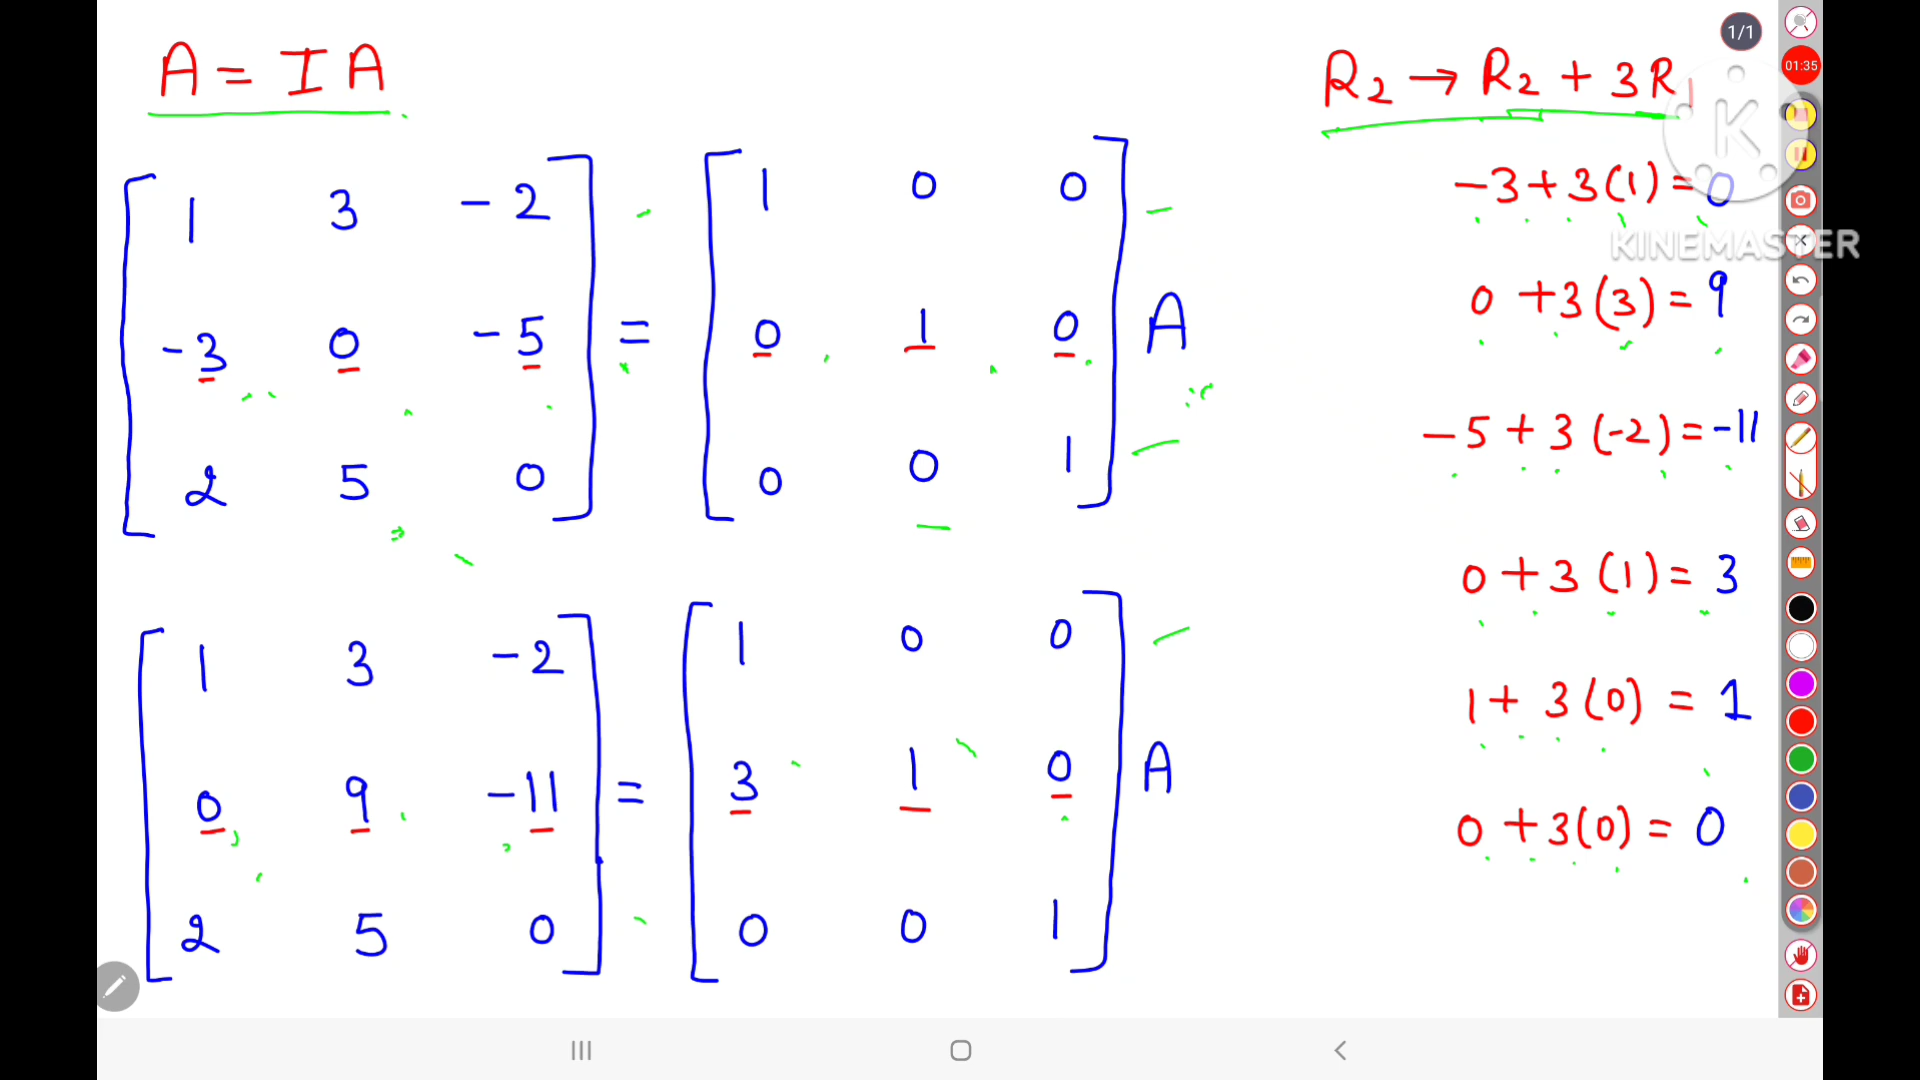 A = I A
R2 → R2 + 3R1
1 3 -2 = 1 0 0
-3 0 -5 = 0 1 0 A
2 5 0 0 0 1
1 3 -2 1 0 0
0 9 -11 = 3 1 0 A
2 5 0 0 0 1
-3+3(1)=0
0 +3(3)=9
-5+3(-2)=-11
0+3(1)=3
1+3(0)=1
0+3(0)=0
1/1
01:35
K
KINEMASTER